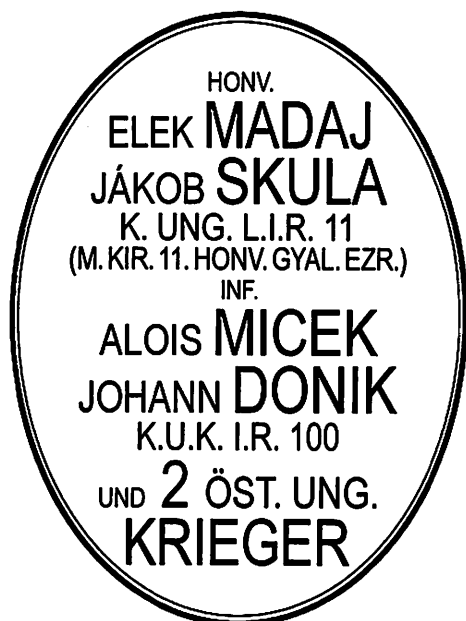 HONV.
ELEK MADAJ
JÁKOB SKULA
K. UNG. L.I.R. 11
(M. KIR. 11. HONV. GYAL. EZR.)
INF.
ALOIS MICEK
JOHANN DONIK
K.U.K. I.R. 100
UND 2 ÖST. UNG.
KRIEGER